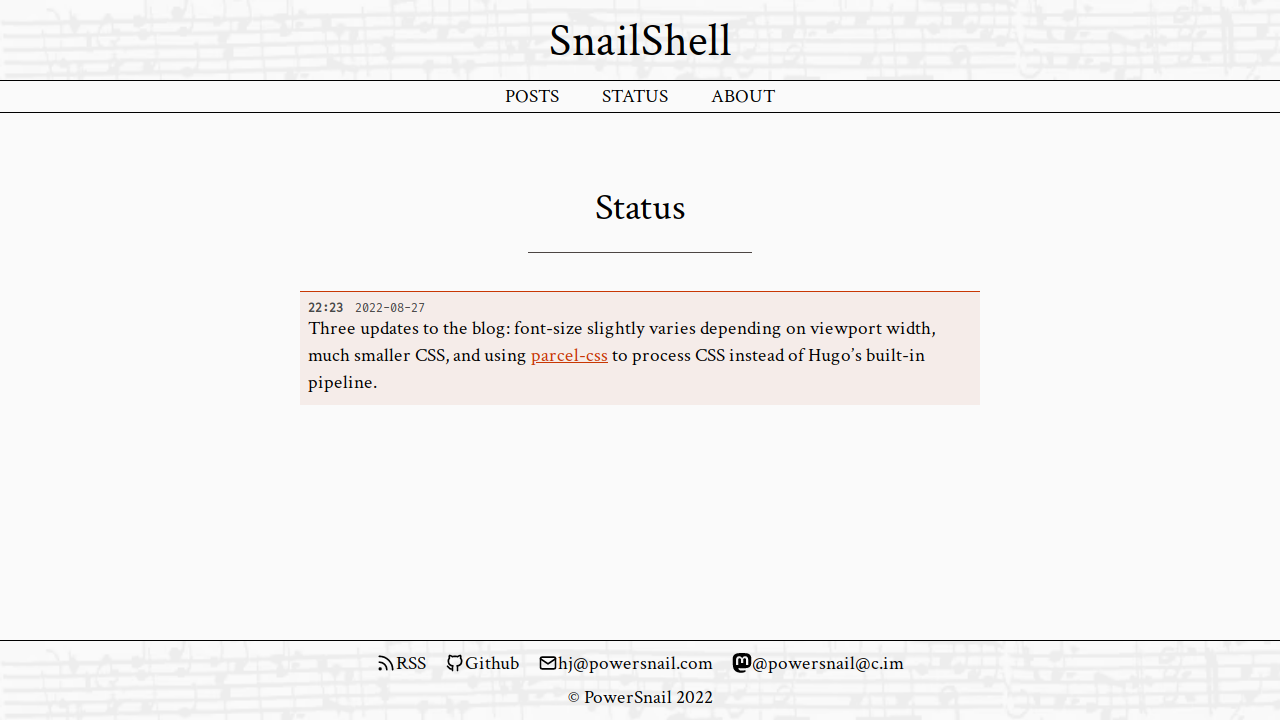 SnailShell
POSTS STATUS ABOUT
Status
22:23 2022-08-27
Three updates to the blog: font-size slightly varies depending on viewport width,
much smaller CSS, and using parcel-css to process CSS instead of Hugo’s built-in
pipeline.
RSS Github hj@powersnail.com @powersnail@c.im
© PowerSnail 2022